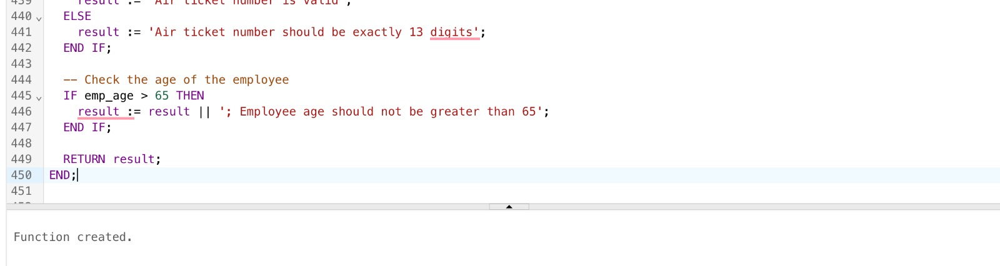 439 result := 'Air ticket number is valid';
440 ELSE
441 result := 'Air ticket number should be exactly 13 digits';
442 END IF;
443
444 -- Check the age of the employee
445 IF emp_age > 65 THEN
446 result := result || '; Employee age should not be greater than 65';
447 END IF;
448
449 RETURN result;
450 END;
451
Function created.